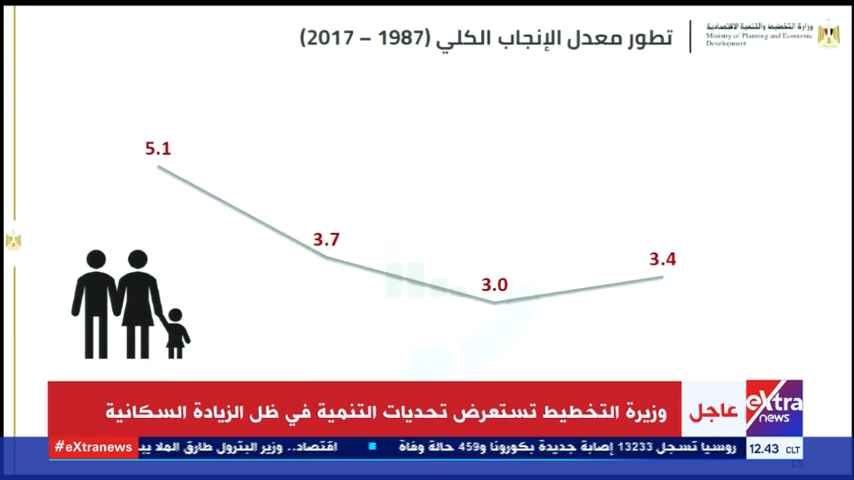 تطور معدل الإنجاب الكلي (1987 – 2017)
وزارة التخطيط والتنمية الاقتصادية
Ministry of Planning and Economic
Development
5.1
3.7
3.0
3.4
وزيرة التخطيط تستعرض تحديات التنمية في ظل الزيادة السكانية
عاجل
eXtra
news
#eXtranews
روسيا تسجل 13233 إصابة جديدة بكورونا و459 حالة وفاة
اقتصاد.. وزير البترول طارق الملا
12.43 CLT